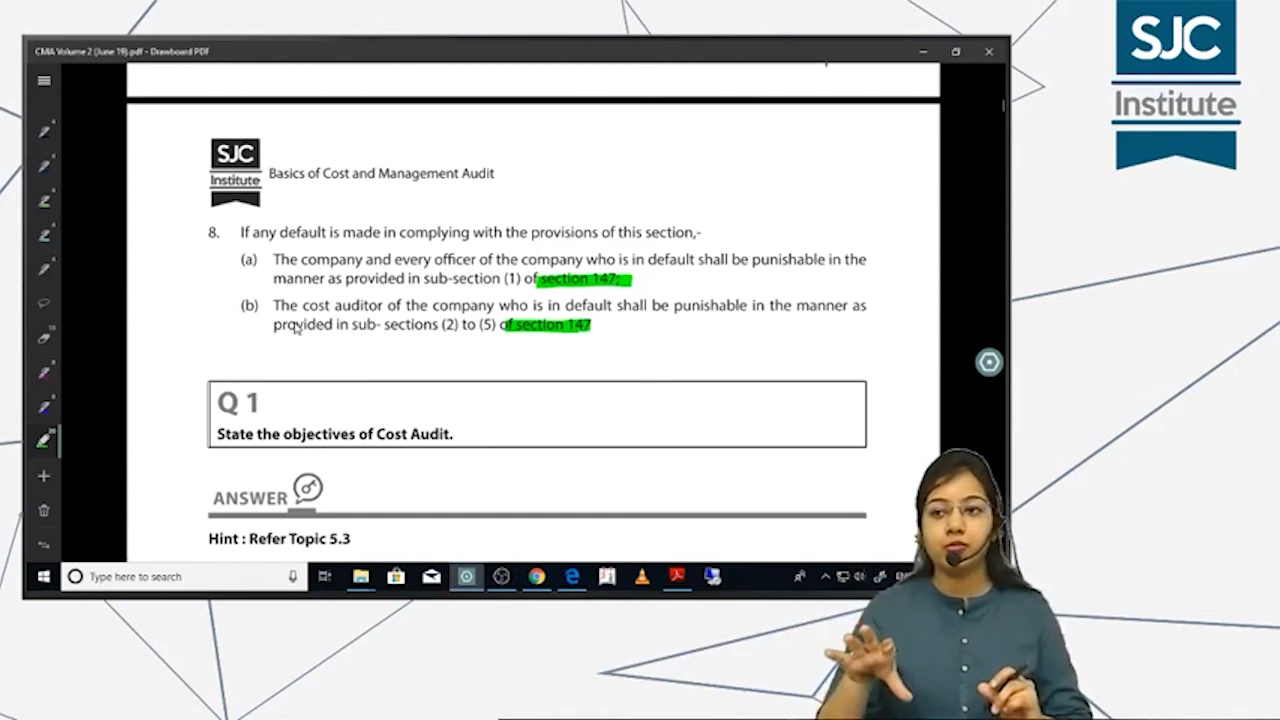 SJC
Institute
CMA Volume 2 (June 19).pdf - Drawboard PDF
SJC
Institute
Basics of Cost and Management Audit
8. If any default is made in complying with the provisions of this section,-
(a) The company and every officer of the company who is in default shall be punishable in the
manner as provided in sub-section (1) of section 147;
(b) The cost auditor of the company who is in default shall be punishable in the manner as
provided in sub- sections (2) to (5) of section 147
Q 1
State the objectives of Cost Audit.
ANSWER
Hint : Refer Topic 5.3
Type here to search